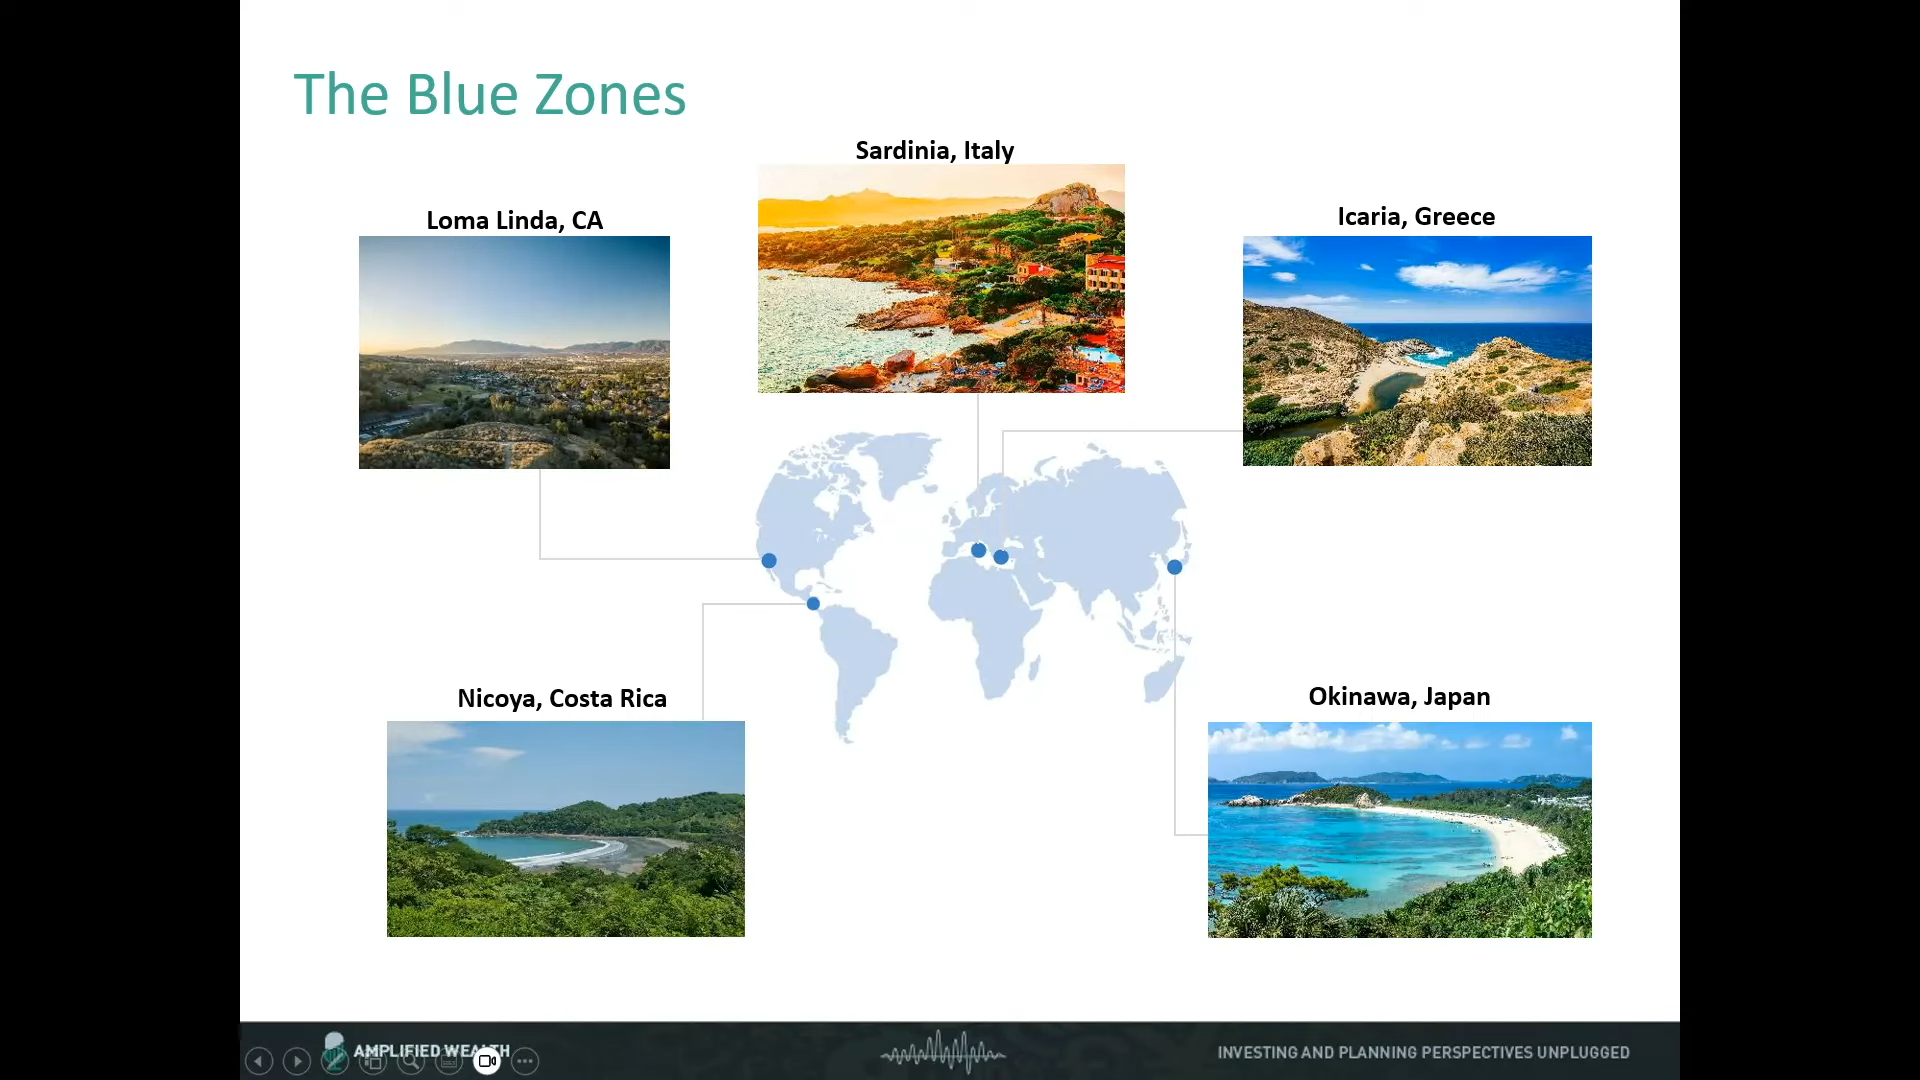 The Blue Zones
Sardinia, Italy
Loma Linda, CA
Icaria, Greece
Nicoya, Costa Rica
Okinawa, Japan
AMPLIFIED WEALTH
INVESTING AND PLANNING PERSPECTIVES UNPLUGGED